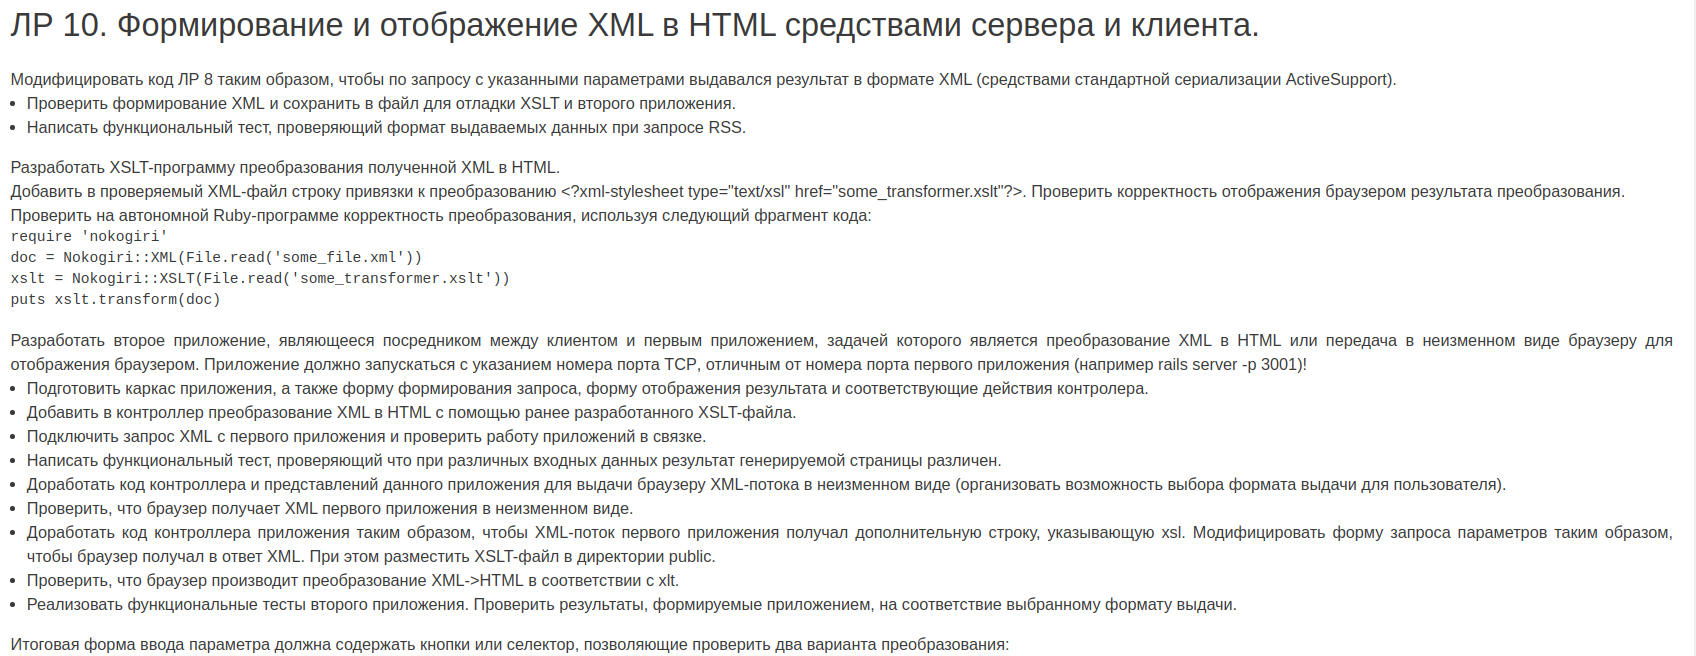 ЛР 10. Формирование и отображение XML в HTML средствами сервера и клиента.
Модифицировать код ЛР 8 таким образом, чтобы по запросу с указанными параметрами выдавался результат в формате XML (средствами стандартной сериализации ActiveSupport).
• Проверить формирование XML и сохранить в файл для отладки XSLT и второго приложения.
• Написать функциональный тест, проверяющий формат выдаваемых данных при запросе RSS.
Разработать XSLT-программу преобразования полученной XML в HTML.
Добавить в проверяемый XML-файл строку привязки к преобразованию <?xml-stylesheet type="text/xsl" href="some_transformer.xslt"?>. Проверить корректность отображения браузером результата преобразования.
Проверить на автономной Ruby-программе корректность преобразования, используя следующий фрагмент кода:
require 'nokogiri'
doc = Nokogiri::XML(File.read('some_file.xml'))
xslt = Nokogiri::XSLT(File.read('some_transformer.xslt'))
puts xslt.transform(doc)
Разработать второе приложение, являющееся посредником между клиентом и первым приложением, задачей которого является преобразование XML в HTML или передача в неизменном виде браузеру для
отображения браузером. Приложение должно запускаться с указанием номера порта TCP, отличным от номера порта первого приложения (например rails server -p 3001)!
• Подготовить каркас приложения, а также форму формирования запроса, форму отображения результата и соответствующие действия контролера.
• Добавить в контроллер преобразование XML в HTML с помощью ранее разработанного XSLT-файла.
• Подключить запрос XML с первого приложения и проверить работу приложений в связке.
• Написать функциональный тест, проверяющий что при различных входных данных результат генерируемой страницы различен.
• Доработать код контроллера и представлений данного приложения для выдачи браузеру XML-потока в неизменном виде (организовать возможность выбора формата выдачи для пользователя).
• Проверить, что браузер получает XML первого приложения в неизменном виде.
• Доработать код контроллера приложения таким образом, чтобы XML-поток первого приложения получал дополнительную строку, указывающую xsl. Модифицировать форму запроса параметров таким образом,
чтобы браузер получал в ответ XML. При этом разместить XSLT-файл в директории public.
• Проверить, что браузер производит преобразование XML->HTML в соответствии с xlt.
• Реализовать функциональные тесты второго приложения. Проверить результаты, формируемые приложением, на соответствие выбранному формату выдачи.
Итоговая форма ввода параметра должна содержать кнопки или селектор, позволяющие проверить два варианта преобразования: